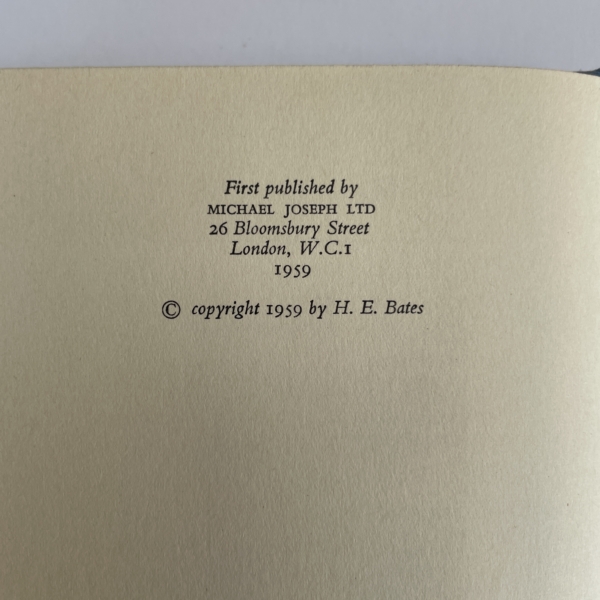 First published by
MICHAEL JOSEPH LTD
26 Bloomsbury Street
London, W.C.1
1959
© copyright 1959 by H. E. Bates